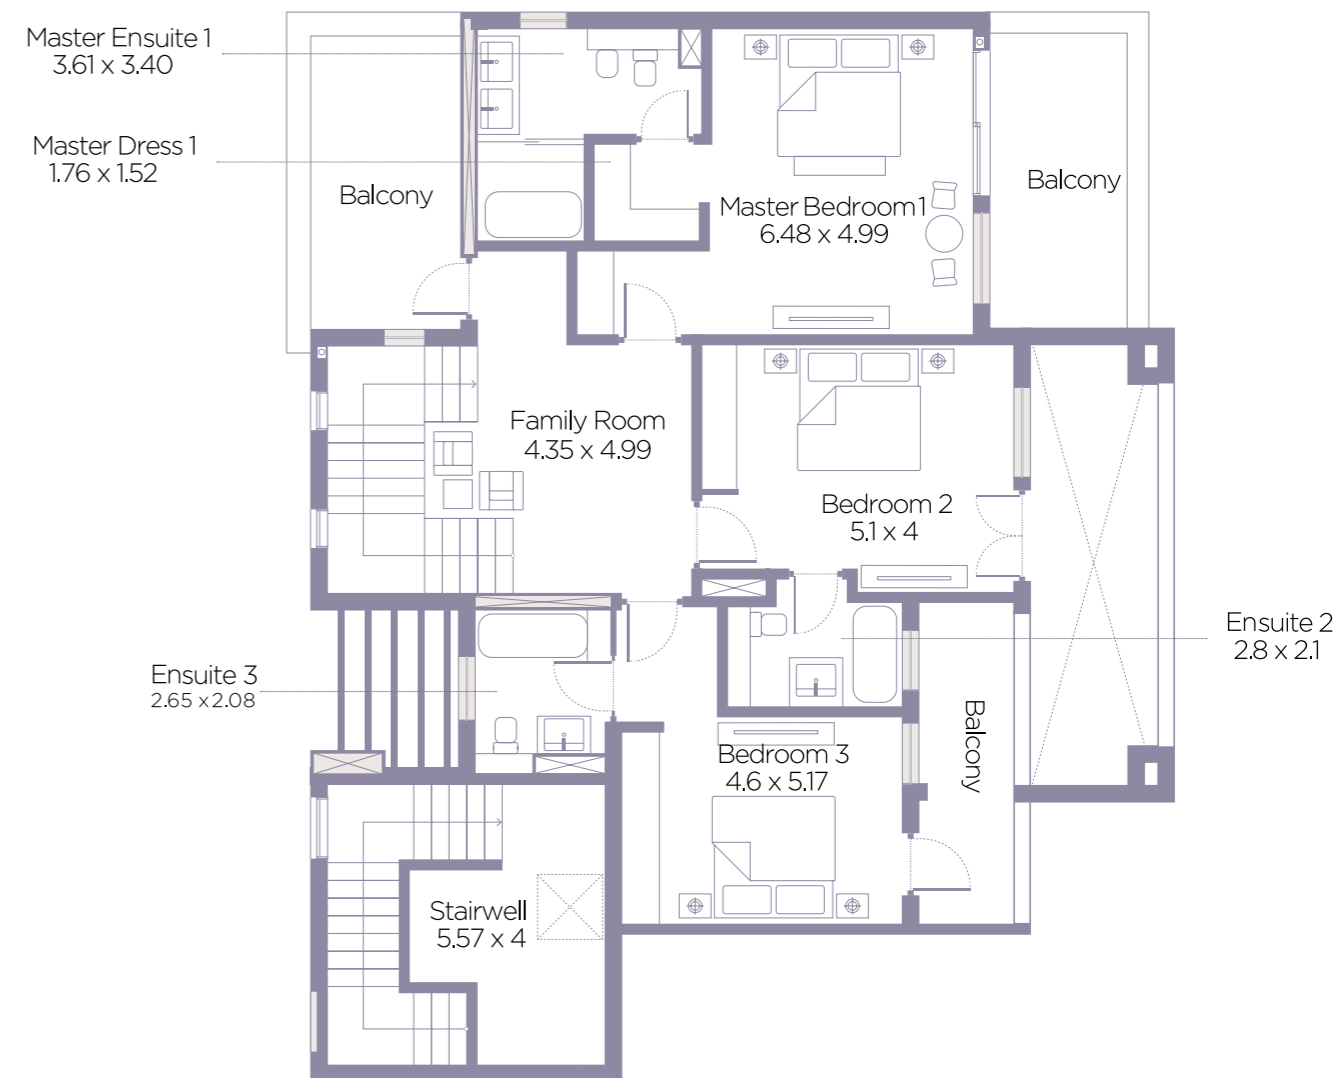 Master Ensuite 1
3.61 x 3.40
Master Dress 1
1.76 x 1.52
Balcony
Balcony
Master Bedroom 1
6.48 x 4.99
Family Room
4.35 x 4.99
Bedroom 2
5.1 x 4
Ensuite 2
2.8 x 2.1
Ensuite 3
2.65 x 2.08
Balcony
Bedroom 3
4.6 x 5.17
Stairwell
5.57 x 4